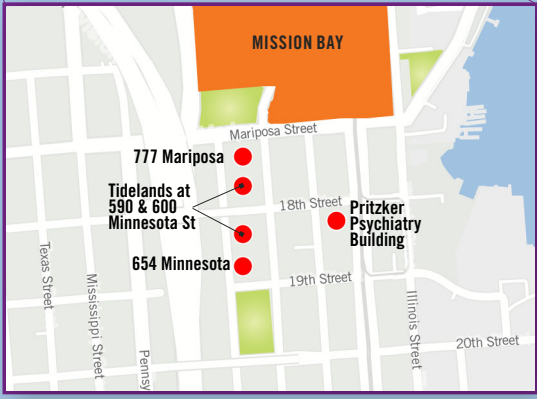 MISSION BAY
Mariposa Street
777 Mariposa
Tidelands at
590 & 600
Minnesota St
18th Street
Pritzker
Psychiatry
Building
654 Minnesota
19th Street
Texas Street
Mississippi Street
Pennsy
Illinois Street
20th Street